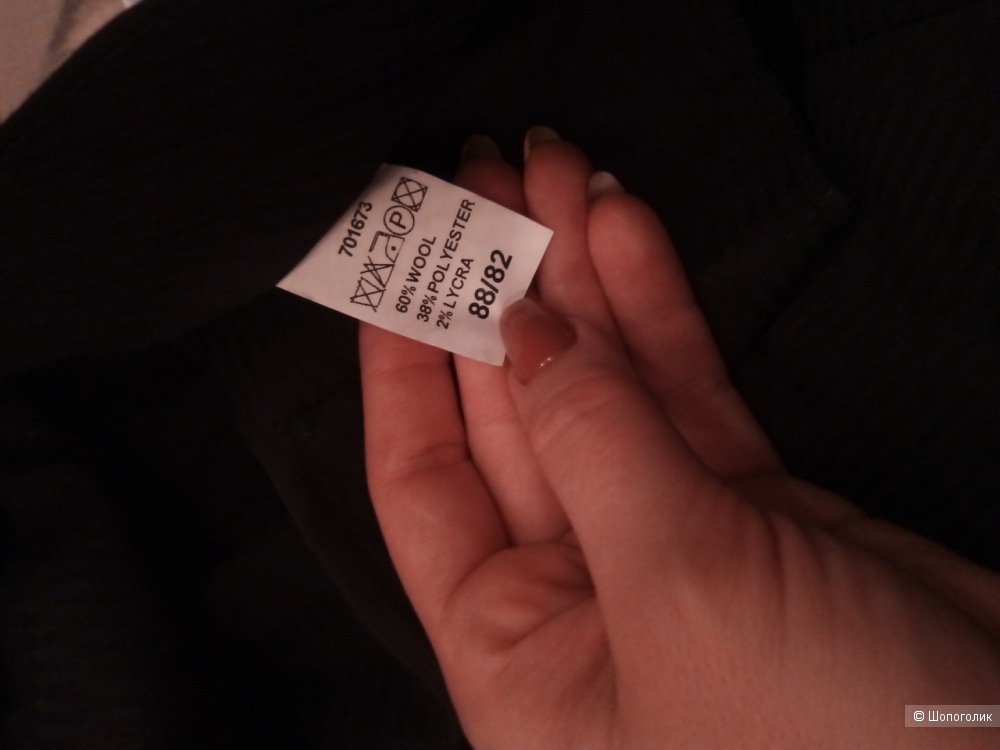 701673
P
60% WOOL
38% POLYESTER
2% LYCRA
88/82
© Шопоголик